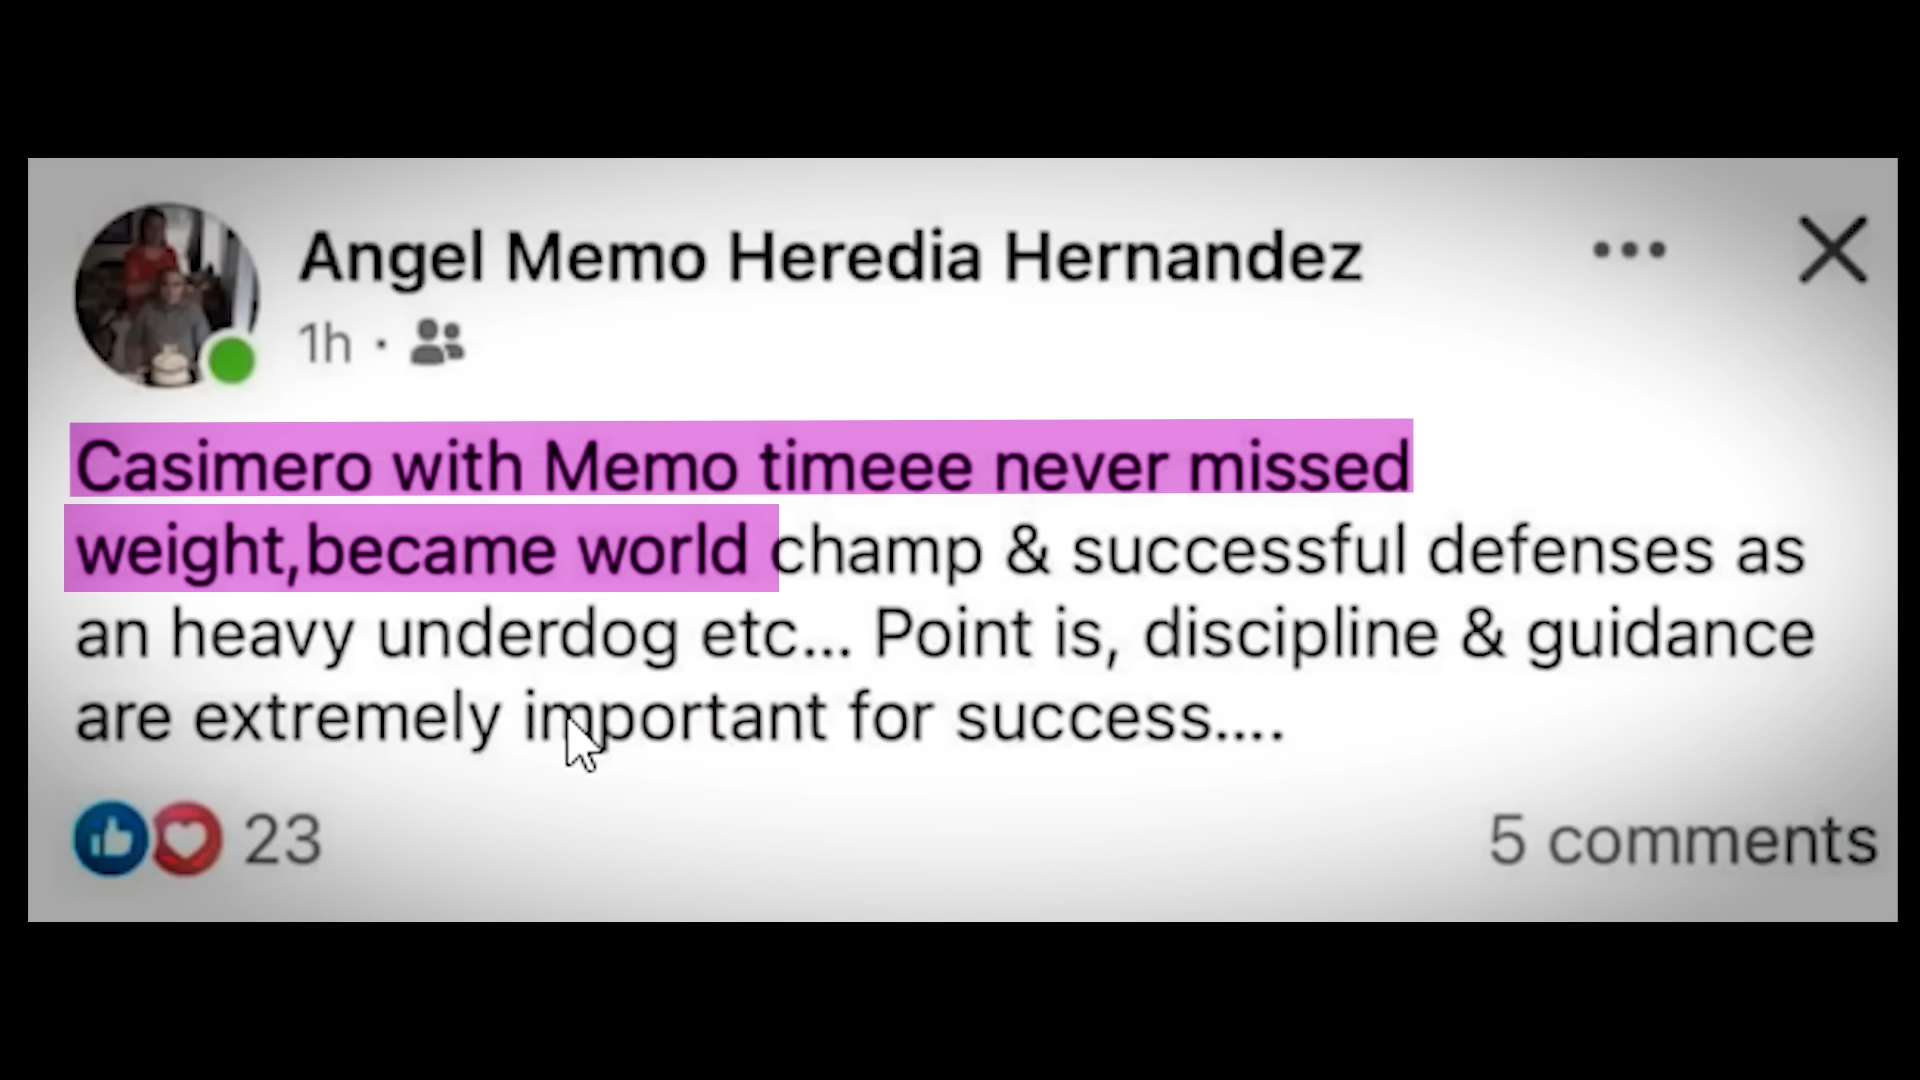 Angel Memo Heredia Hernandez
1h ·
Casimero with Memo timeee never missed
weight,became world champ & successful defenses as
an heavy underdog etc... Point is, discipline & guidance
are extremely important for success....
23
5 comments